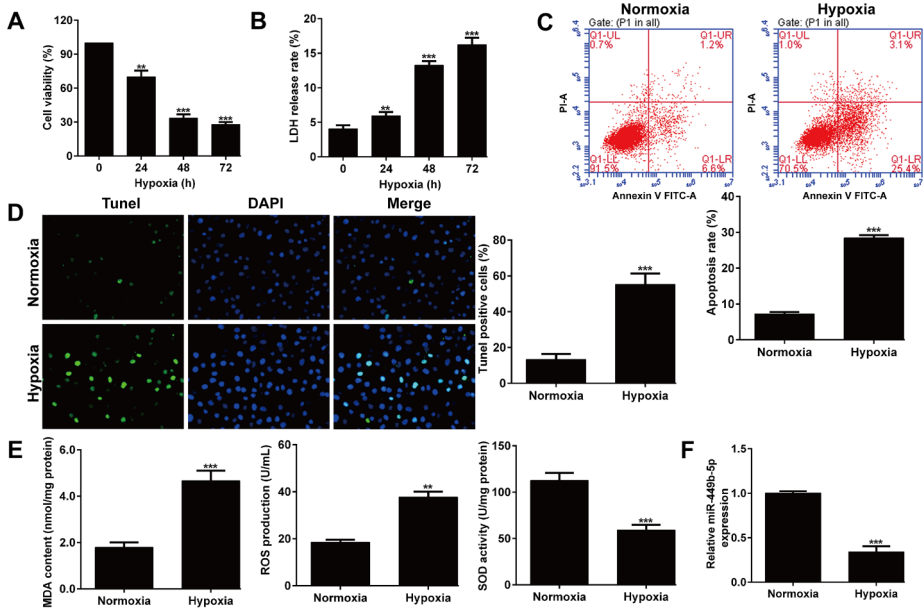 A
Cell viability (%)
120
90
60
30
0
**
***
***
0 24 48 72
Hypoxia (h)
B
LDH release rate (%)
20
15
10
5
0
**
***
***
0 24 48 72
Hypoxia (h)
C
Normoxia
Gate: (P1 in all)
Q1-UL
0.7%
Q1-UR
1.2%
Q1-LL
91.5%
Q1-LR
6.6%
PI-A
Annexin V FITC-A
Hypoxia
Gate: (P1 in all)
Q1-UL
1.0%
Q1-UR
3.1%
Q1-LL
70.5%
Q1-LR
25.4%
PI-A
Annexin V FITC-A
Apoptosis rate (%)
40
30
20
10
0
***
Normoxia Hypoxia
D
Tunel DAPI Merge
Normoxia
Hypoxia
Tunel positive cells (%)
80
60
40
20
0
***
Normoxia Hypoxia
E
MDA content (nmol/mg protein)
6.0
4.0
2.0
0.0
***
Normoxia Hypoxia
ROS production (U/mL)
60
40
20
0
**
Normoxia Hypoxia
SOD activity (U/mg protein)
150
100
50
0
***
Normoxia Hypoxia
F
Relative miR-449b-5p
expression
1.5
1.0
0.5
0.0
***
Normoxia Hypoxia